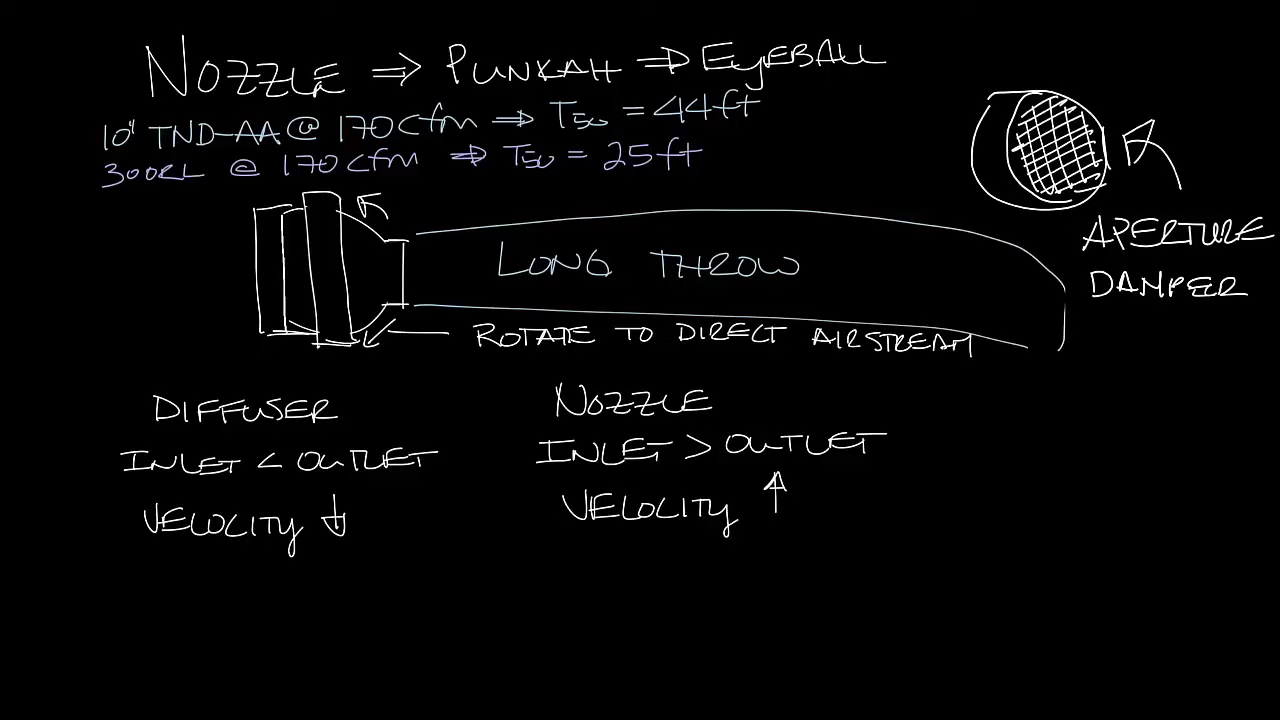 NOZZLE ⇒ PUNKAH ⇒ EYEBALL
10" TND-AA @ 170 cfm ⇒ T50 = 44 ft
300RL @ 170 cfm ⇒ T50 = 25 ft
APERTURE
DAMPER
LONG THROW
ROTATE TO DIRECT AIRSTREAM
DIFFUSER
INLET < OUTLET
VELOCITY ↓
NOZZLE
INLET > OUTLET
VELOCITY ↑